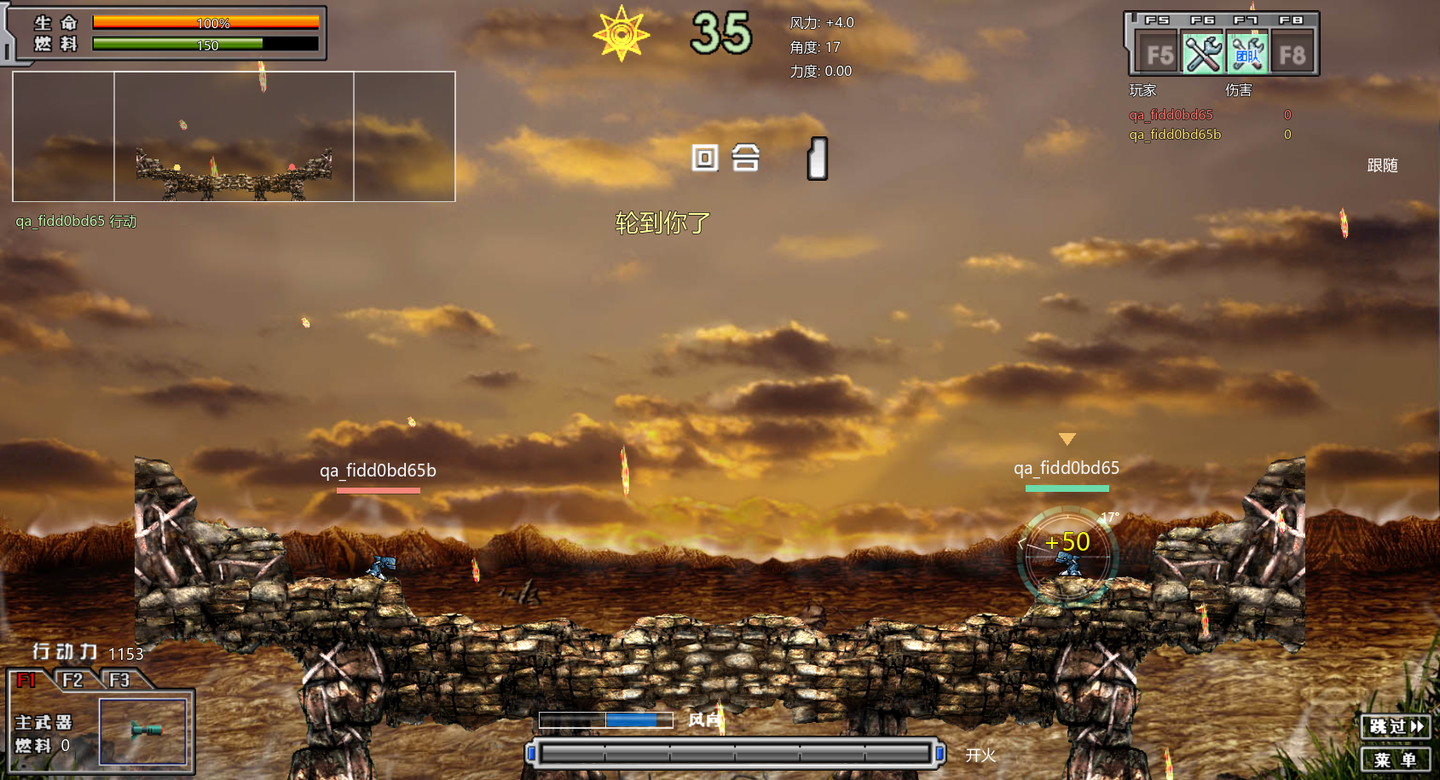 生命 100%
燃料 150
35
风力: +4.0
角度: 17
力度: 0.00
F5 F6 F7 F8
F5 团队 F8
玩家 伤害
qa_fidd0bd65 0
qa_fidd0bd65b 0
跟随
回合
qa_fidd0bd65 行动
轮到你了
qa_fidd0bd65b
qa_fidd0bd65
17°
+50
行动力 1153
F1 F2 F3
主武器
燃料 0
风向
开火
跳过
菜单